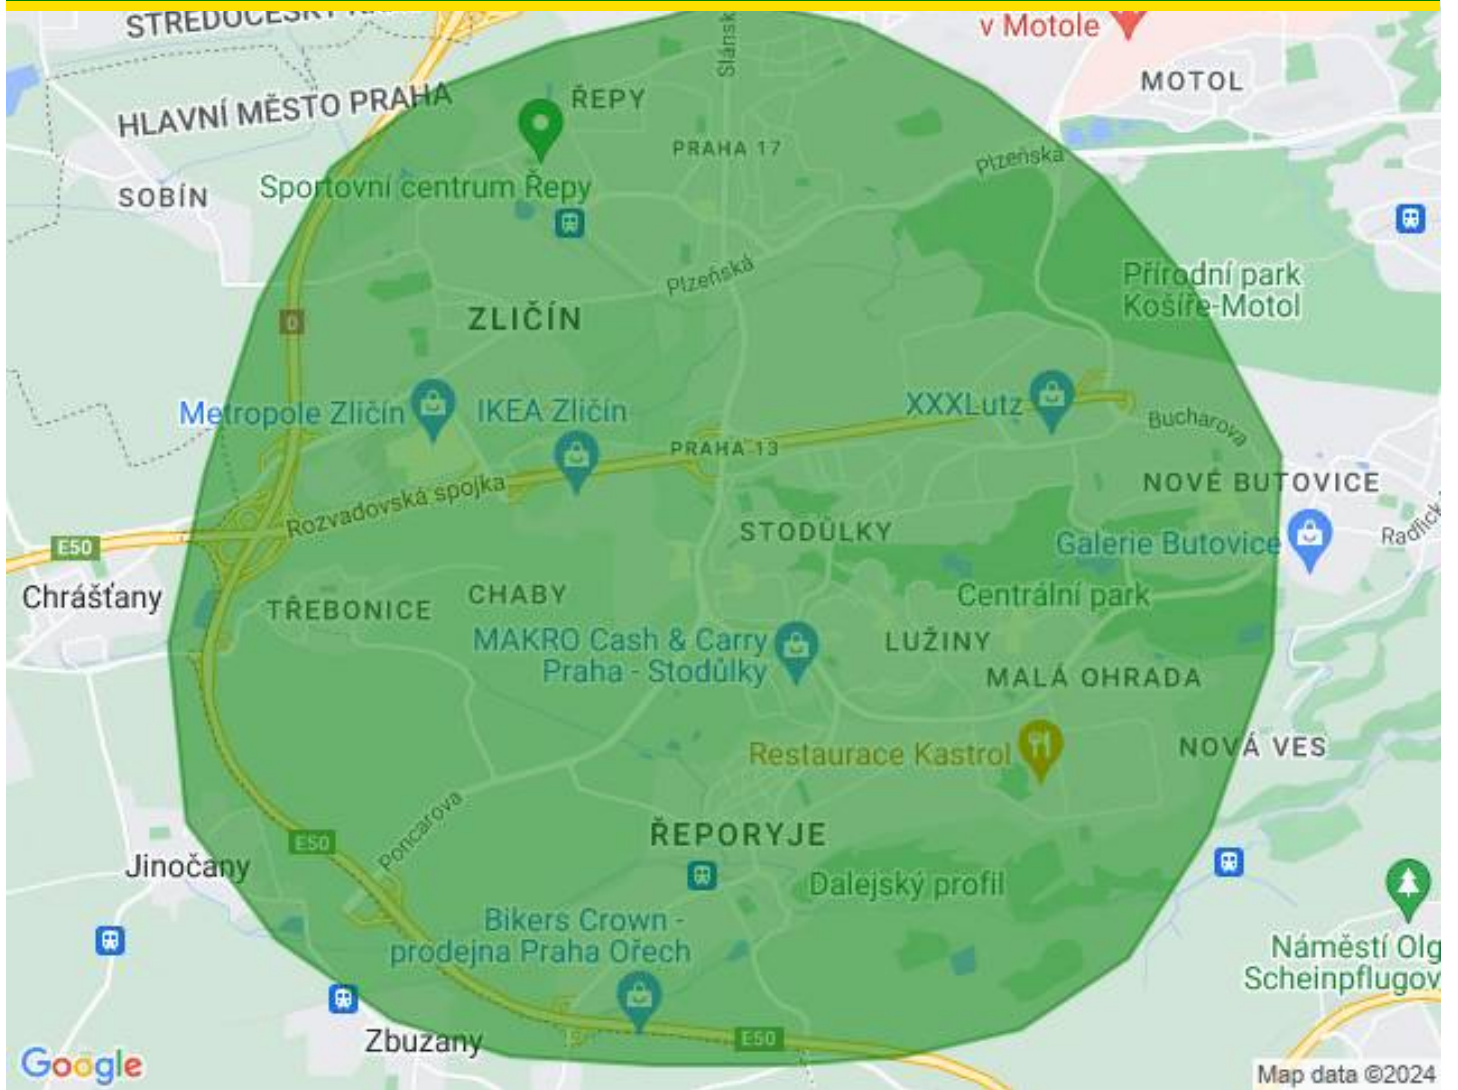 STŘEDOČESKÝ
v Motole
Slánsk
MOTOL
HLAVNÍ MĚSTO PRAHA
ŘEPY
PRAHA 17
Plzeňská
SOBÍN
Sportovní centrum Řepy
Plzeňská
Přírodní park
Košíře-Motol
0
ZLIČÍN
Metropole Zličín
IKEA Zličín
XXXLutz
Bucharova
PRAHA 13
NOVÉ BUTOVICE
Rozvadovská spojka
STODŮLKY
Galerie Butovice
Radlick
E50
Chrášťany
TŘEBONICE
CHABY
Centrální park
MAKRO Cash & Carry
Praha - Stodůlky
LUŽINY
MALÁ OHRADA
Restaurace Kastrol
NOVÁ VES
Poncarova
ŘEPORYJE
E50
Jinočany
Dalejský profil
Bikers Crown -
prodejna Praha Ořech
Náměstí Olg
Scheinpflugov
Zbuzany
E50
Google
Map data ©2024